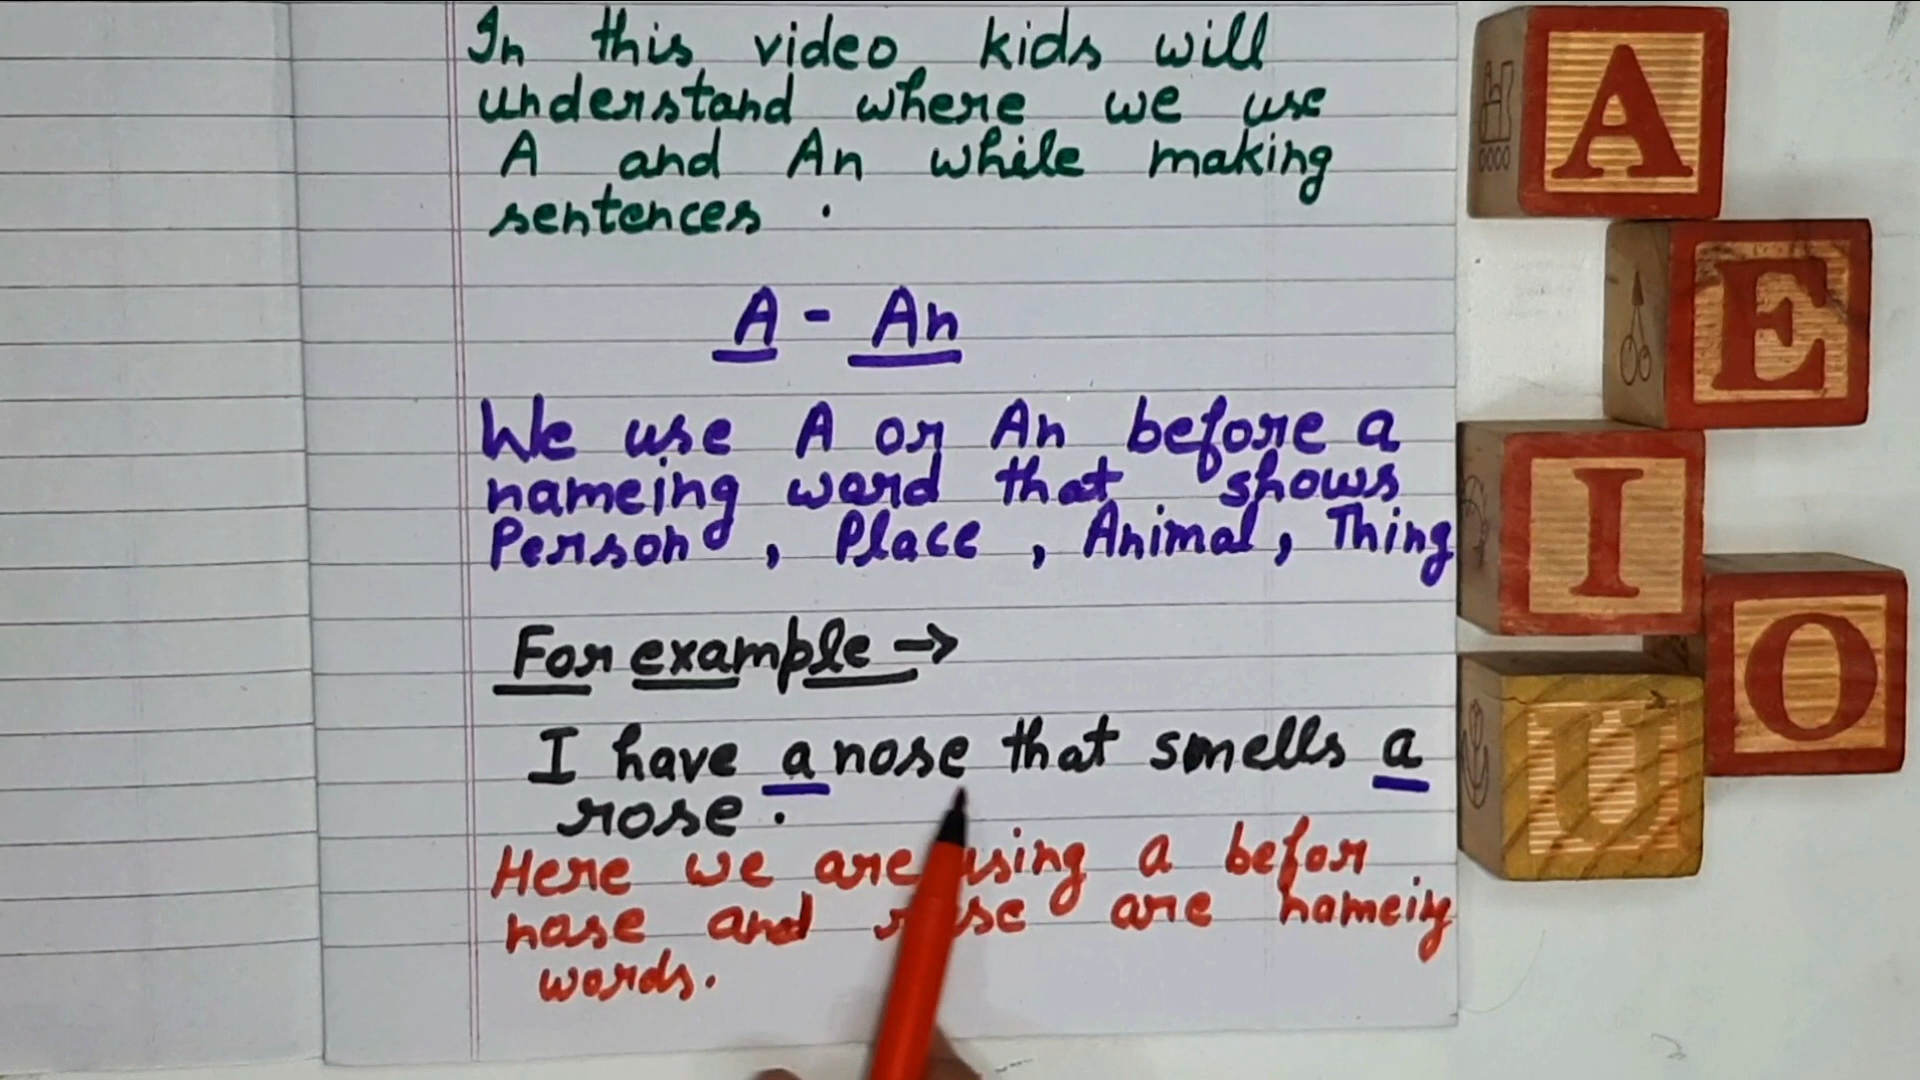 In this video kids will
understand where we use
A and An while making
sentences .
A - An
We use A or An before a
nameing word that shows
Person , Place , Animal , Thing
For example →
I have a nose that smells a
rose .
Here we are using a befor
nose and rose are nameing
words.
A
E
I
O
U